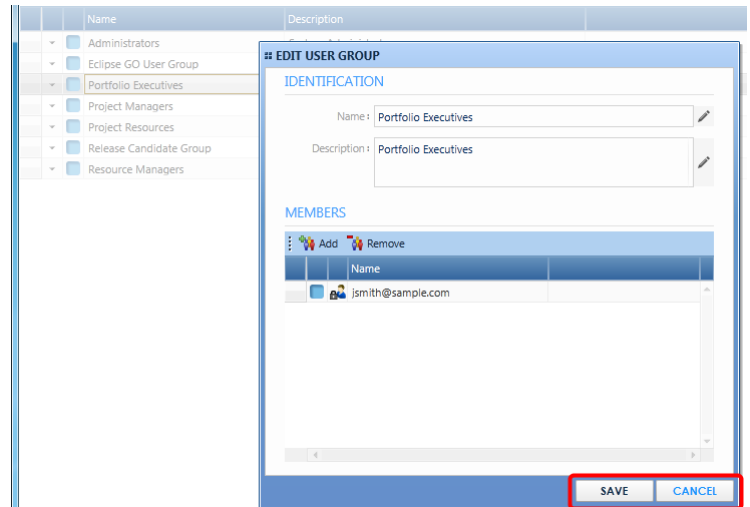 Name Description
Administrators
Eclipse GO User Group
Portfolio Executives
Project Managers
Project Resources
Release Candidate Group
Resource Managers
EDIT USER GROUP
IDENTIFICATION
Name: Portfolio Executives
Description: Portfolio Executives
MEMBERS
Add Remove
Name
jsmith@sample.com
SAVE CANCEL